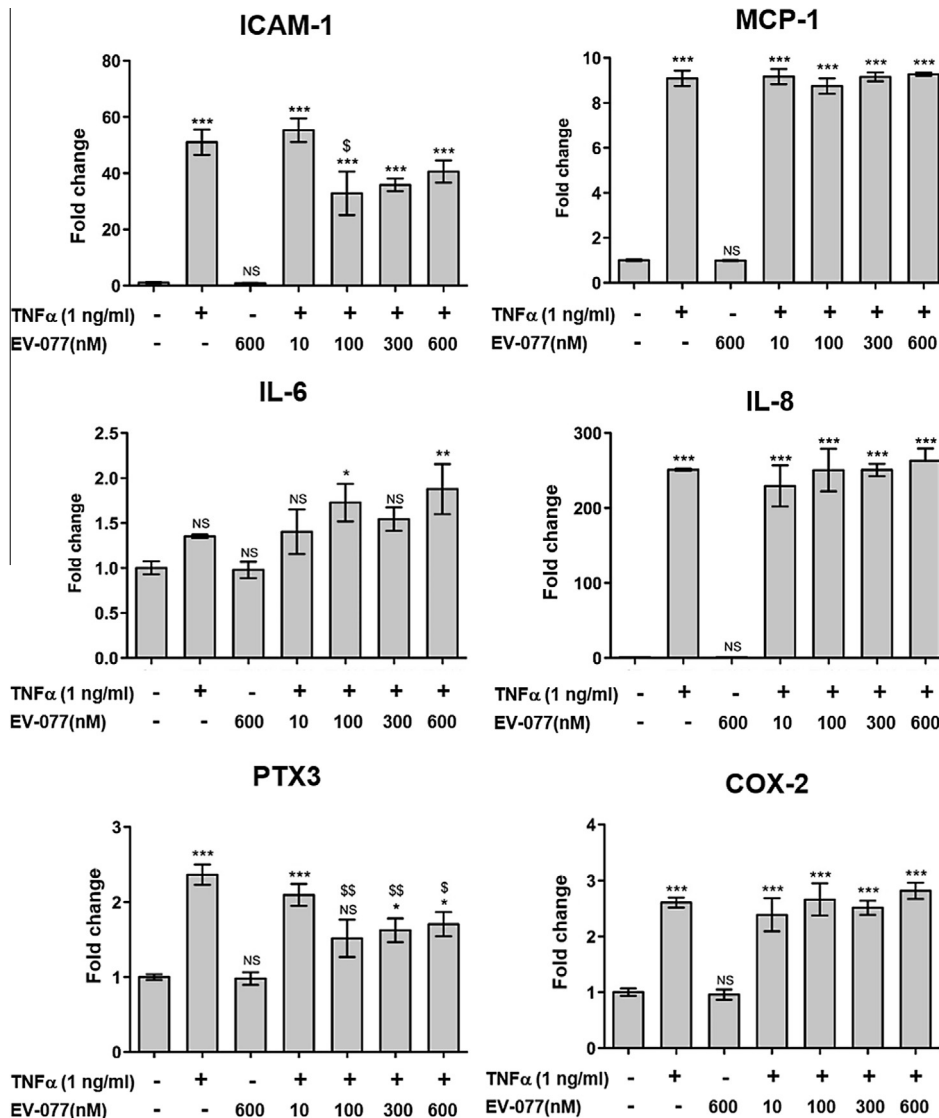 ICAM-1
Fold change
80
60
40
20
0
***
NS
***
$
***
***
***
TNFα (1 ng/ml) - + - + + + +
EV-077(nM) - - 600 10 100 300 600
MCP-1
Fold change
10
8
6
4
2
0
***
NS
***
***
***
***
TNFα (1 ng/ml) - + - + + + +
EV-077(nM) - - 600 10 100 300 600
IL-6
Fold change
2.5
2.0
1.5
1.0
0.5
0.0
NS
NS
NS
*
NS
**
TNFα (1 ng/ml) - + - + + + +
EV-077(nM) - - 600 10 100 300 600
IL-8
Fold change
300
200
100
0
***
NS
***
***
***
***
TNFα (1 ng/ml) - + - + + + +
EV-077(nM) - - 600 10 100 300 600
PTX3
Fold change
3
2
1
0
***
NS
***
$$
NS
$$
*
$
*
TNFα (1 ng/ml) - + - + + + +
EV-077(nM) - - 600 10 100 300 600
COX-2
Fold change
4
3
2
1
0
***
NS
***
***
***
***
TNFα (1 ng/ml) - + - + + + +
EV-077(nM) - - 600 10 100 300 600